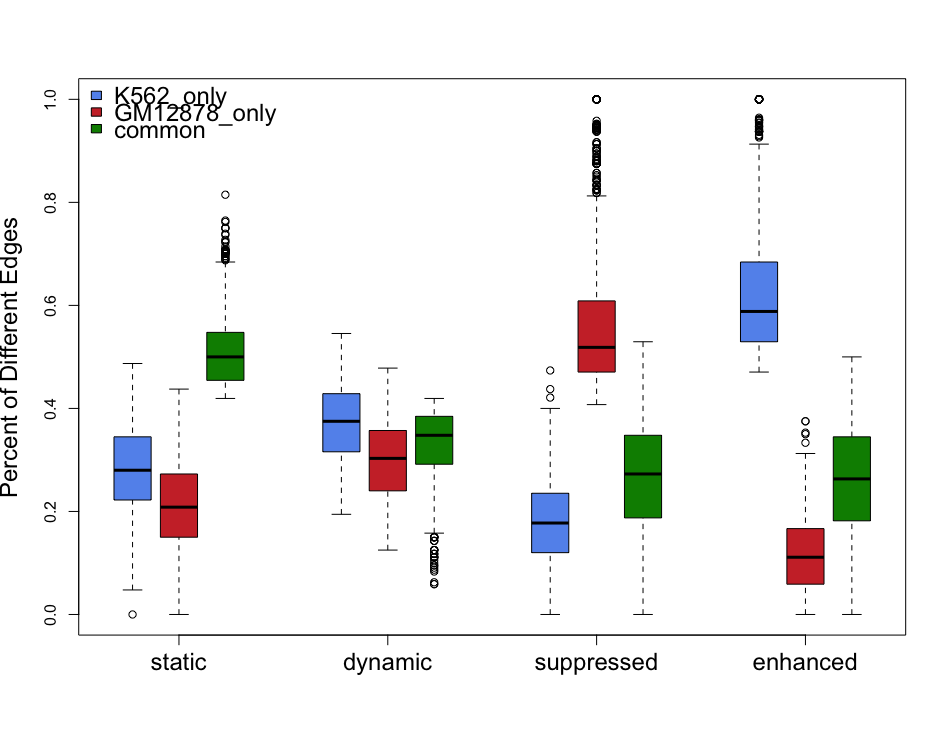 K562_only
GM12878_only
common
Percent of Different Edges
1.0
0.8
0.6
0.4
0.2
0.0
static dynamic suppressed enhanced